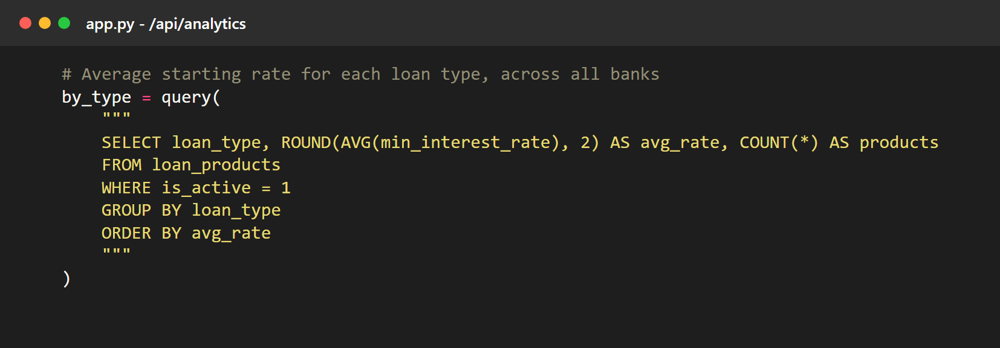 app.py - /api/analytics
# Average starting rate for each loan type, across all banks
by_type = query(
"""
SELECT loan_type, ROUND(AVG(min_interest_rate), 2) AS avg_rate, COUNT(*) AS products
FROM loan_products
WHERE is_active = 1
GROUP BY loan_type
ORDER BY avg_rate
"""
)